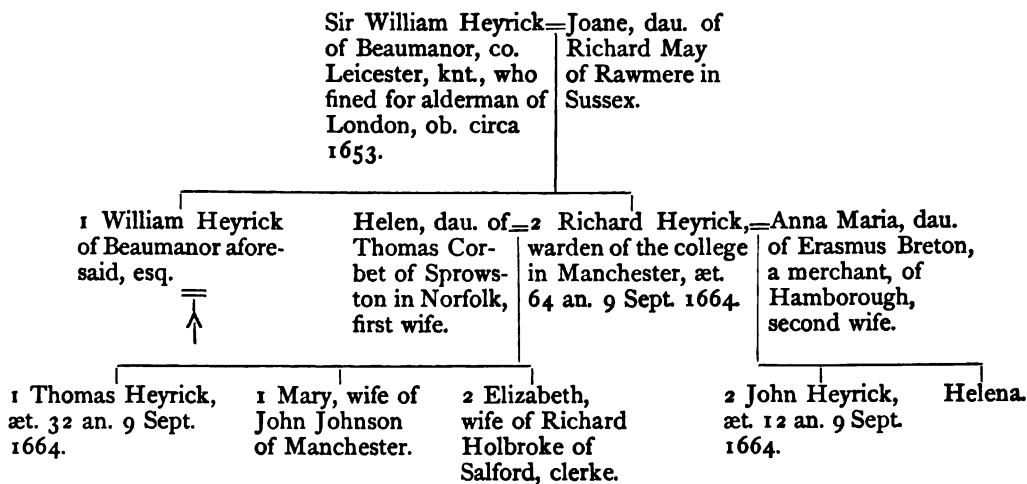 Sir William Heyrick=
of Beaumanor, co.
Leicester, knt., who
fined for alderman of
London, ob. circa
1653.
Joane, dau. of
Richard May
of Rawmere in
Sussex.
1 William Heyrick
of Beaumanor afore-
said, esq.
=
Helen, dau. of=
Thomas Cor-
bet of Sprows-
ton in Norfolk,
first wife.
2 Richard Heyrick,=
warden of the college
in Manchester, æt.
64 an. 9 Sept. 1664.
Anna Maria, dau.
of Erasmus Breton,
a merchant, of
Hamborough,
second wife.
1 Thomas Heyrick,
æt. 32 an. 9 Sept.
1664.
1 Mary, wife of
John Johnson
of Manchester.
2 Elizabeth,
wife of Richard
Holbroke of
Salford, clerke.
2 John Heyrick,
æt. 12 an. 9 Sept.
1664.
Helena.